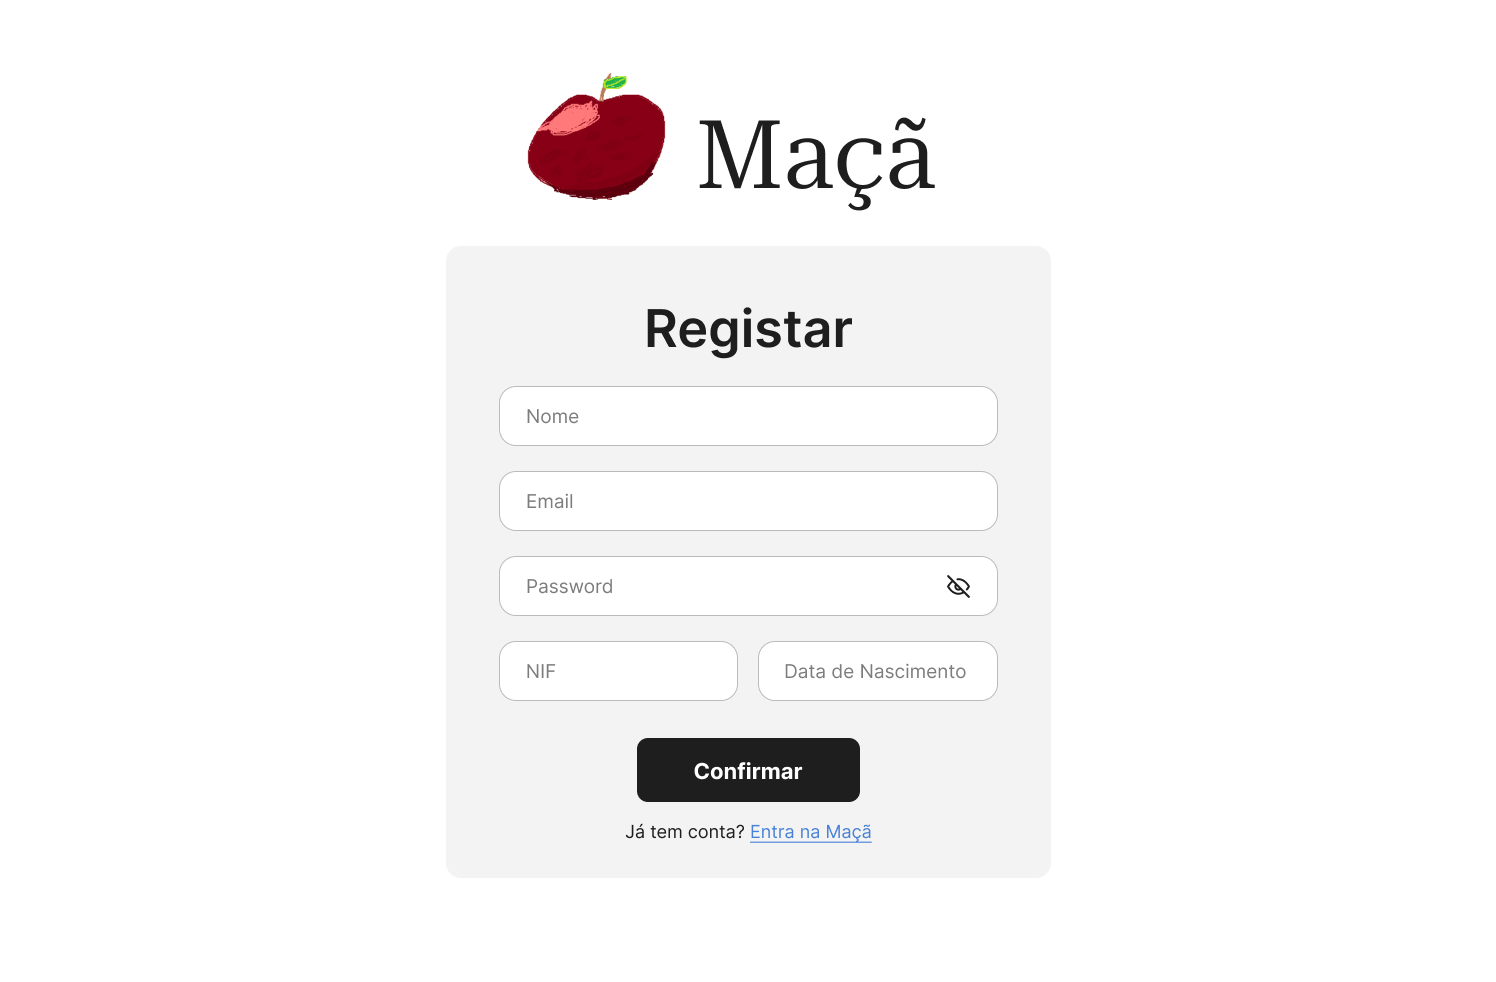 Maçã
Registar
Nome
Email
Password
NIF
Data de Nascimento
Confirmar
Já tem conta? Entra na Maçã